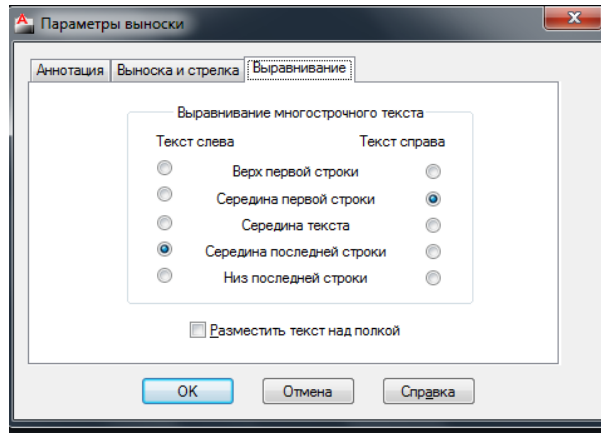 Параметры выноски
Аннотация Выноска и стрелка Выравнивание
Выравнивание многострочного текста
Текст слева Текст справа
Верх первой строки
Середина первой строки
Середина текста
Середина последней строки
Низ последней строки
Разместить текст над полкой
OK Отмена Справка